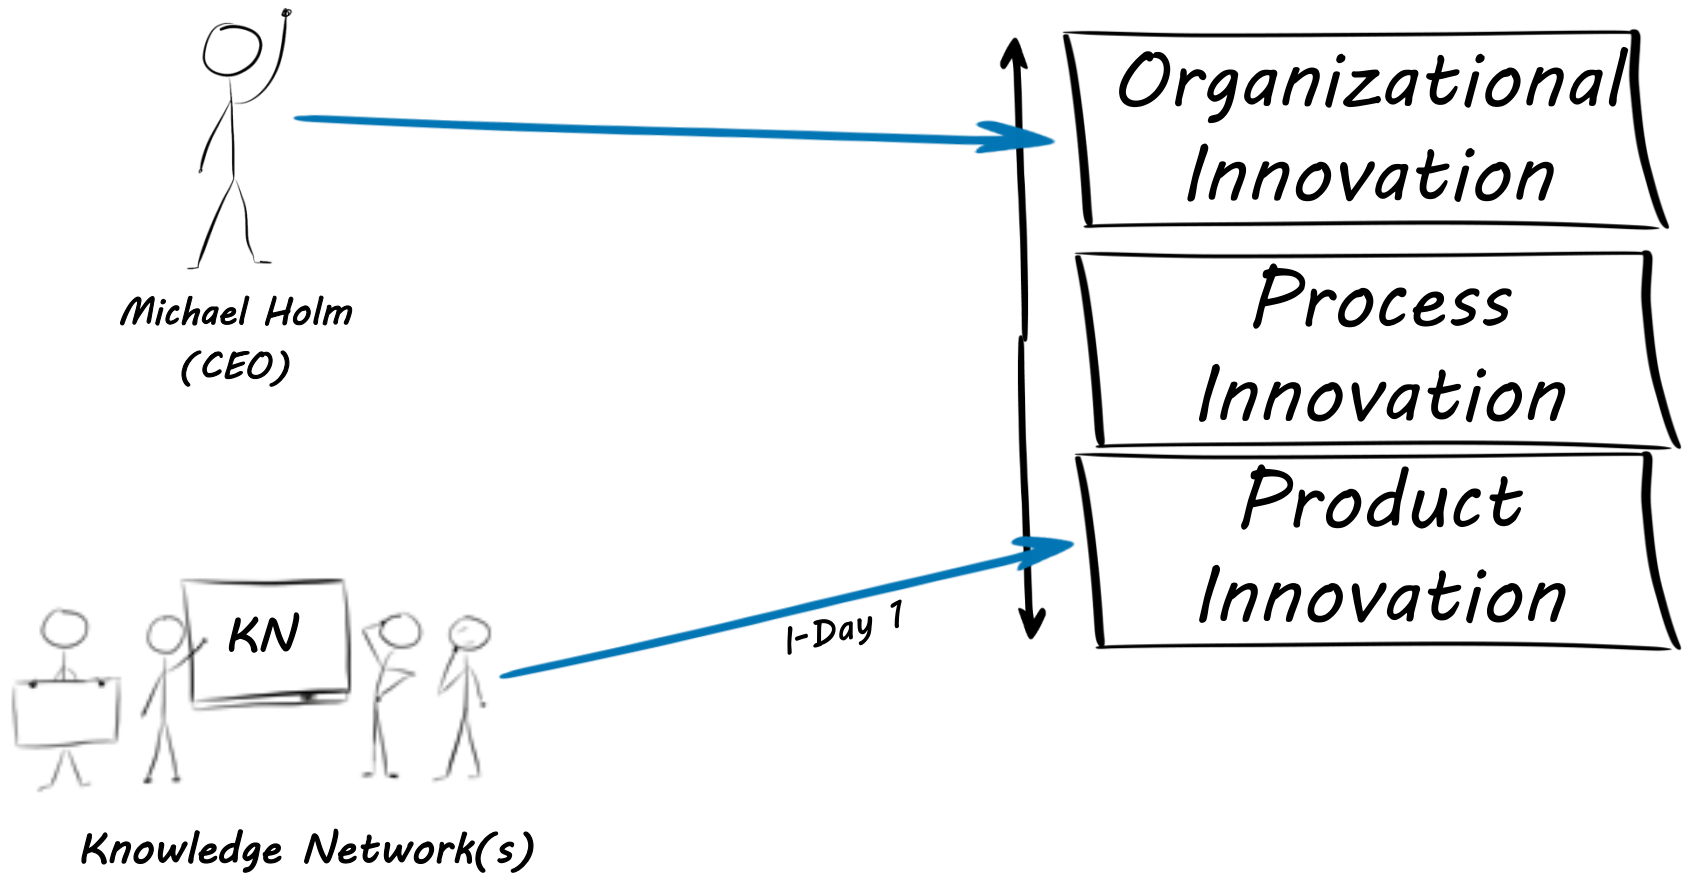 Organizational
Innovation
Michael Holm
(CEO)
Process
Innovation
Product
Innovation
I-Day 1
KN
Knowledge Network(s)